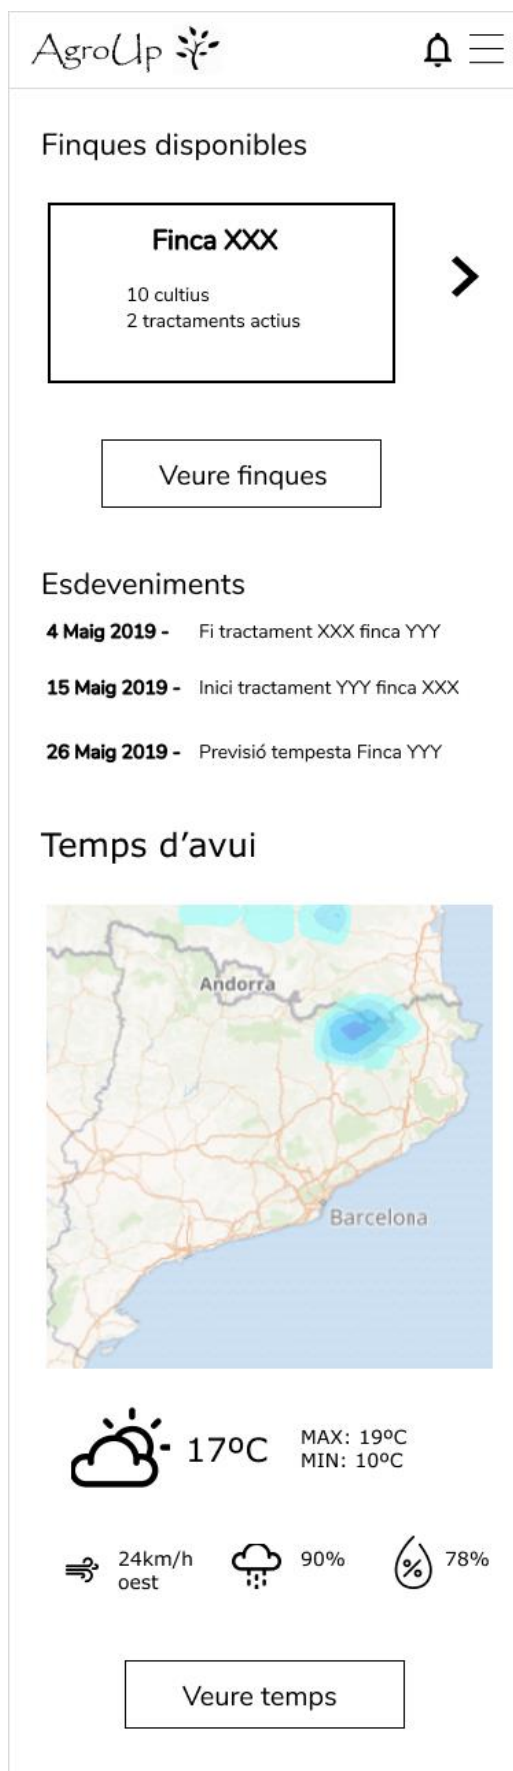 AgroUp
Finques disponibles
Finca XXX
10 cultius
2 tractaments actius
Veure finques
Esdeveniments
4 Maig 2019 - Fi tractament XXX finca YYY
15 Maig 2019 - Inici tractament YYY finca XXX
26 Maig 2019 - Previsió tempesta Finca YYY
Temps d'avui
Andorra
Barcelona
17ºC
MAX: 19ºC
MIN: 10ºC
24km/h
oest
90%
%
78%
Veure temps